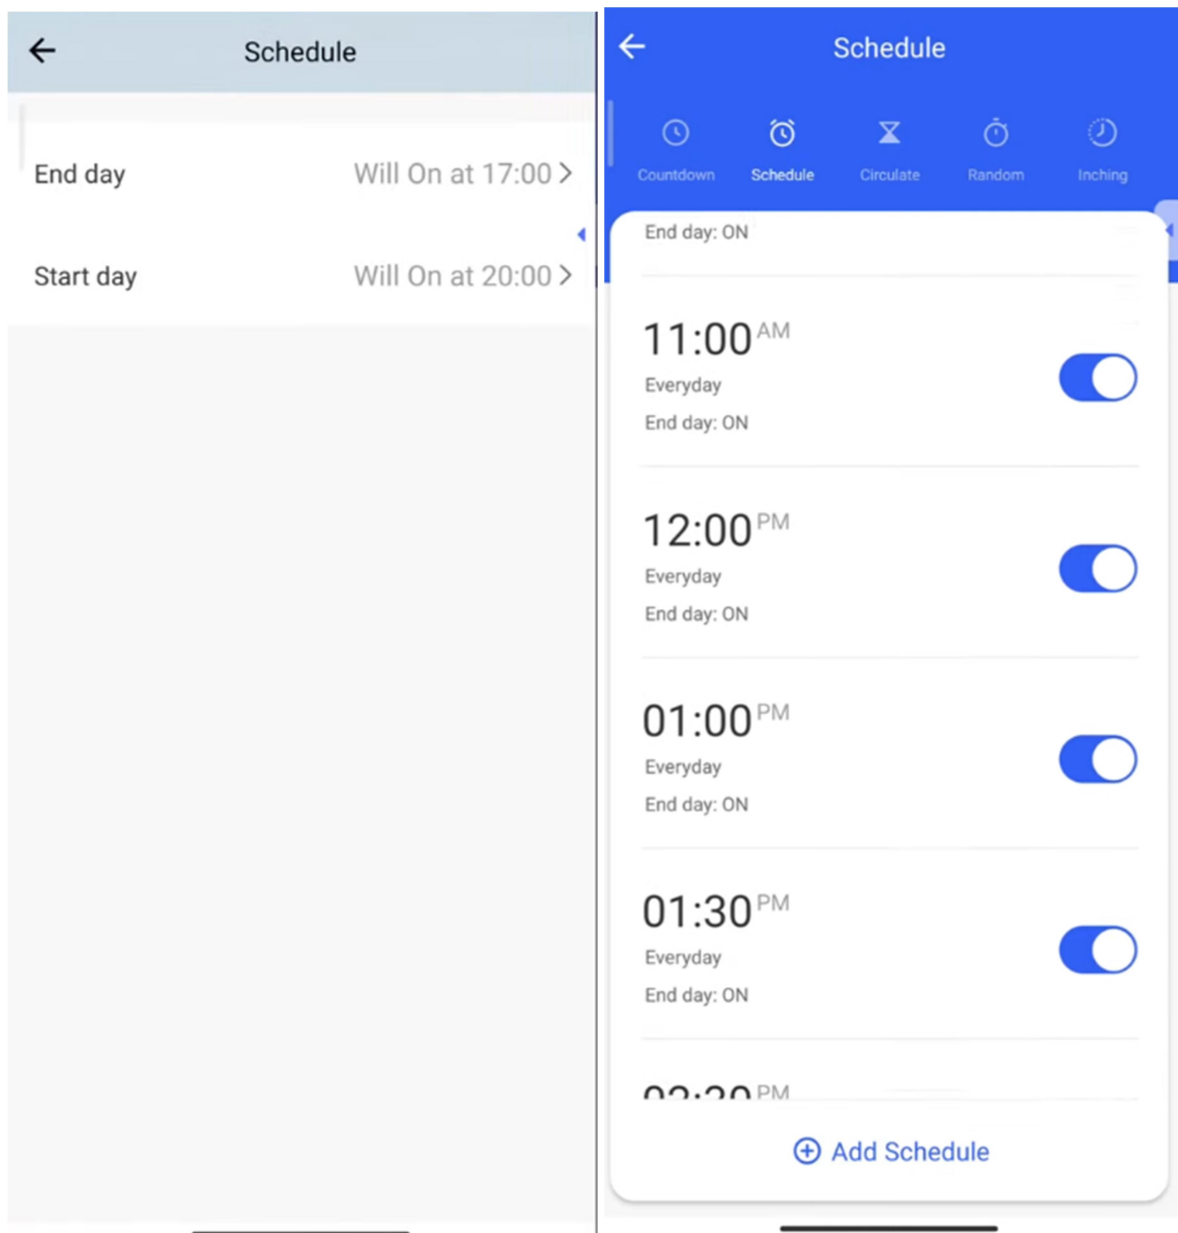 Schedule
End day Will On at 17:00
Start day Will On at 20:00
Schedule
Countdown Schedule Circulate Random Inching
End day: ON
11:00 AM
Everyday
End day: ON
12:00 PM
Everyday
End day: ON
01:00 PM
Everyday
End day: ON
01:30 PM
Everyday
End day: ON
PM
Add Schedule